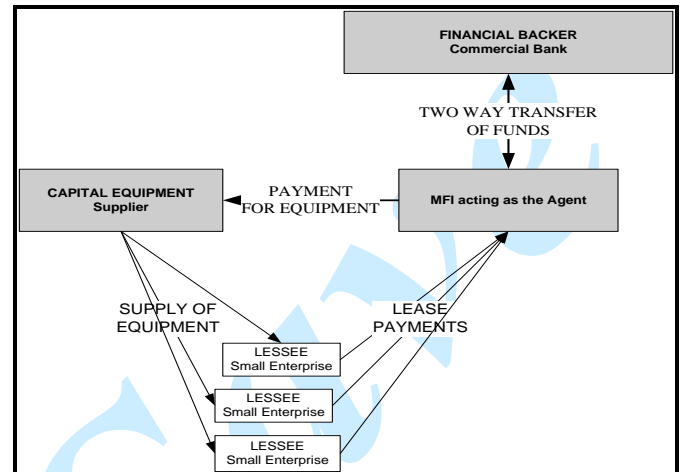 FINANCIAL BACKER
Commercial Bank
TWO WAY TRANSFER
OF FUNDS
CAPITAL EQUIPMENT
Supplier
PAYMENT
FOR EQUIPMENT
MFI acting as the Agent
SUPPLY OF
EQUIPMENT
LEASE
PAYMENTS
LESSEE
Small Enterprise
LESSEE
Small Enterprise
LESSEE
Small Enterprise